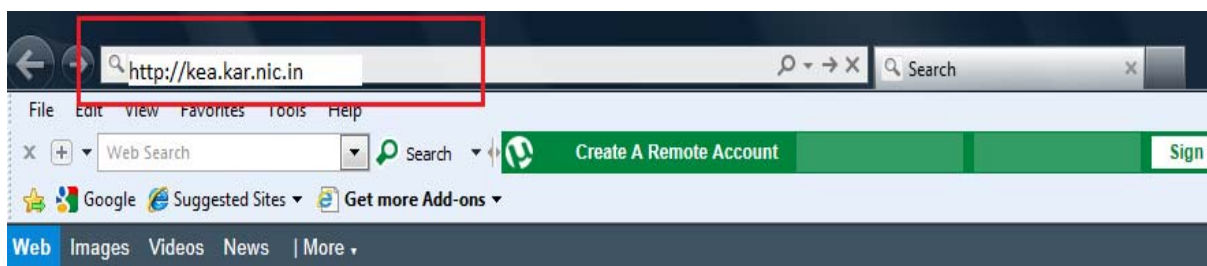 http://kea.kar.nic.in Search
File Edit View Favorites Tools Help
Web Search Search Create A Remote Account Sign
Google Suggested Sites Get more Add-ons
Web Images Videos News | More